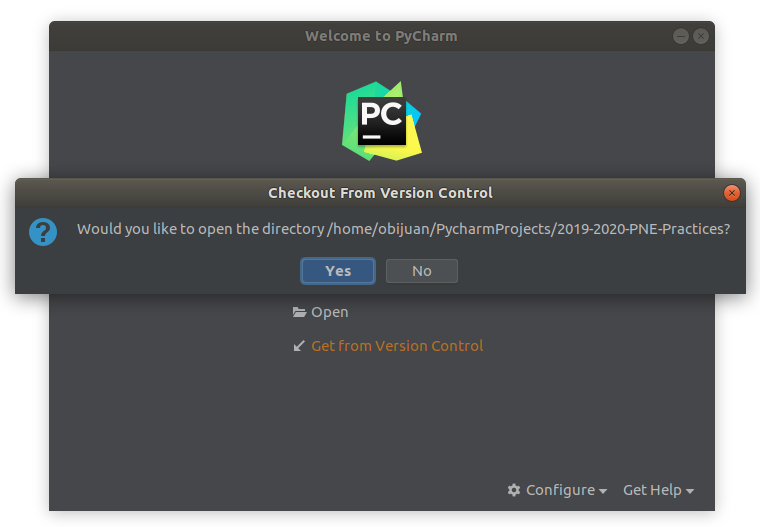 Welcome to PyCharm
PC
Checkout From Version Control
Would you like to open the directory /home/obijuan/PycharmProjects/2019-2020-PNE-Practices?
Yes
No
Open
Get from Version Control
Configure
Get Help